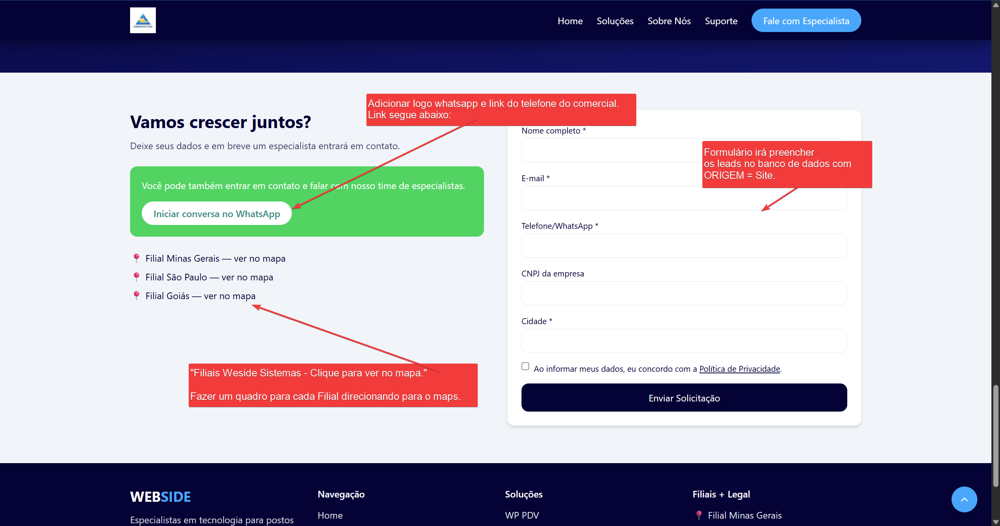 COMPANYTEC
Home
Soluções
Sobre Nós
Suporte
Fale com Especialista
Adicionar logo whatsapp e link do telefone do comercial.
Link segue abaixo:
Vamos crescer juntos?
Deixe seus dados e em breve um especialista entrará em contato.
Você pode também entrar em contato e falar com nosso time de especialistas.
Iniciar conversa no WhatsApp
Filial Minas Gerais — ver no mapa
Filial São Paulo — ver no mapa
Filial Goiás — ver no mapa
"Filiais Weside Sistemas - Clique para ver no mapa."
Fazer um quadro para cada Filial direcionando para o maps.
Nome completo *
Formulário irá preencher
os leads no banco de dados com
ORIGEM = Site.
E-mail *
Telefone/WhatsApp *
CNPJ da empresa
Cidade *
Ao informar meus dados, eu concordo com a Política de Privacidade.
Enviar Solicitação
WEBSIDE
Especialistas em tecnologia para postos
Navegação
Home
Soluções
WP PDV
Filiais + Legal
Filial Minas Gerais